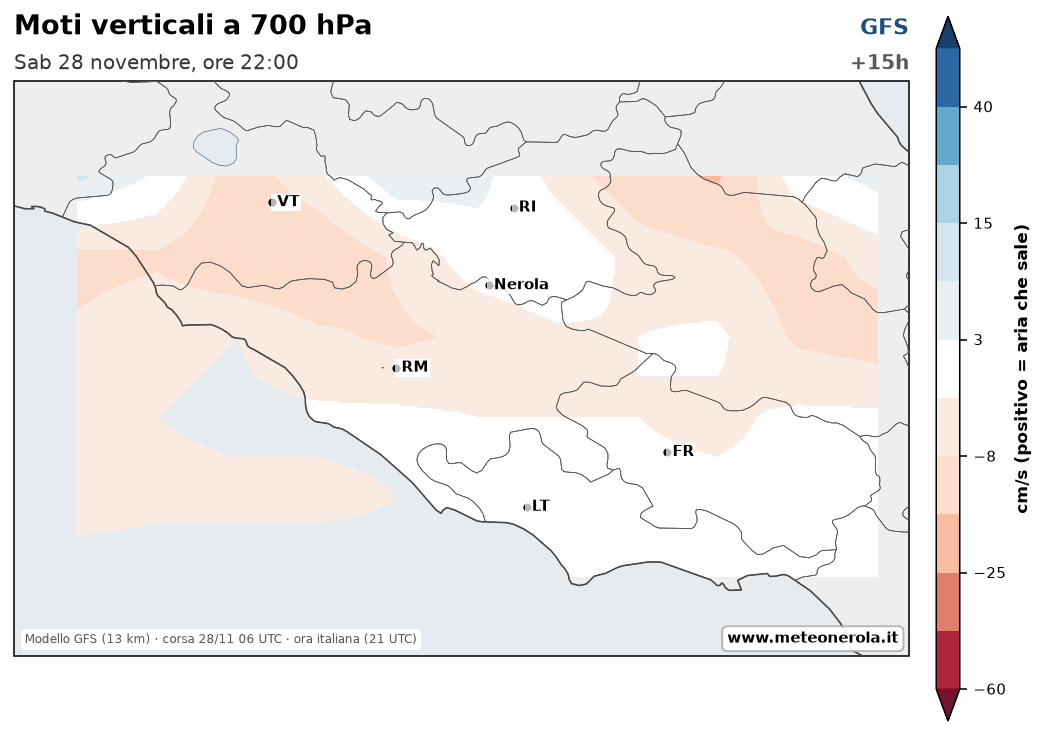 Moti verticali a 700 hPa
GFS
Sab 28 novembre, ore 22:00
+15h
VT
RI
Nerola
RM
FR
LT
40
15
3
−8
−25
−60
cm/s (positivo = aria che sale)
Modello GFS (13 km) · corsa 28/11 06 UTC · ora italiana (21 UTC)
www.meteonerola.it